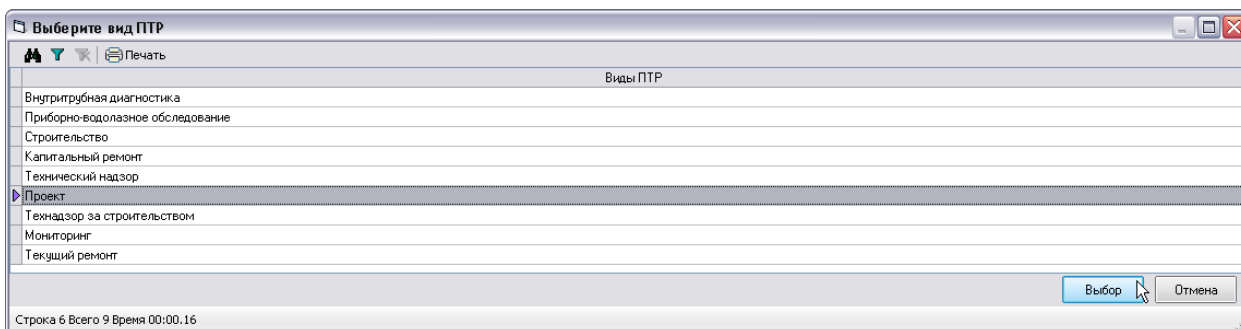 Выберите вид ПТР
Печать
Виды ПТР
Внутритрубная диагностика
Приборно-водолазное обследование
Строительство
Капитальный ремонт
Технический надзор
Проект
Технадзор за строительством
Мониторинг
Текущий ремонт
Выбор Отмена
Строка 6 Всего 9 Время 00:00.16